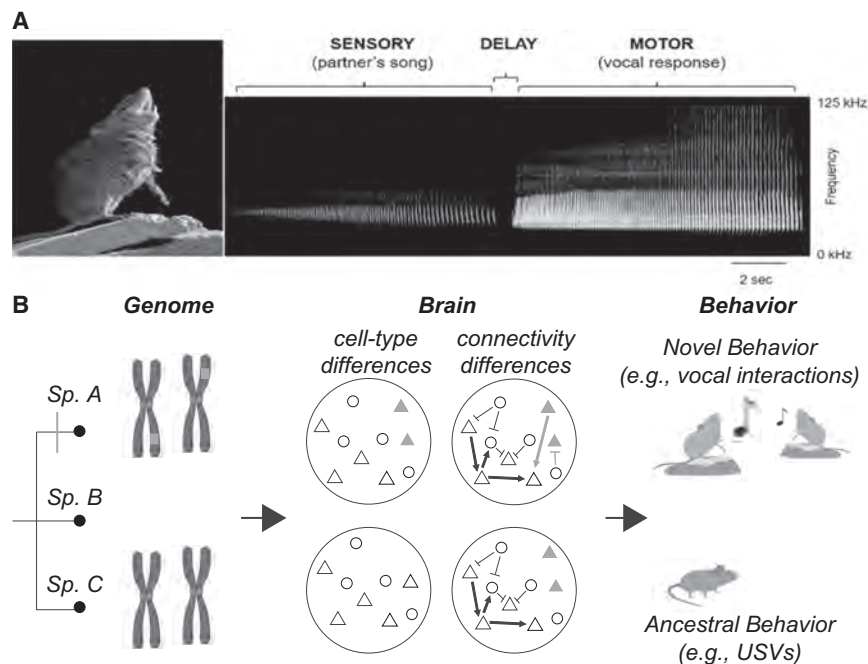 A
SENSORY
(partner's song)
DELAY
MOTOR
(vocal response)
125 kHz
Frequency
0 kHz
2 sec
B
Genome
Brain
Behavior
Sp. A
Sp. B
Sp. C
cell-type
differences
connectivity
differences
Novel Behavior
(e.g., vocal interactions)
Ancestral Behavior
(e.g., USVs)